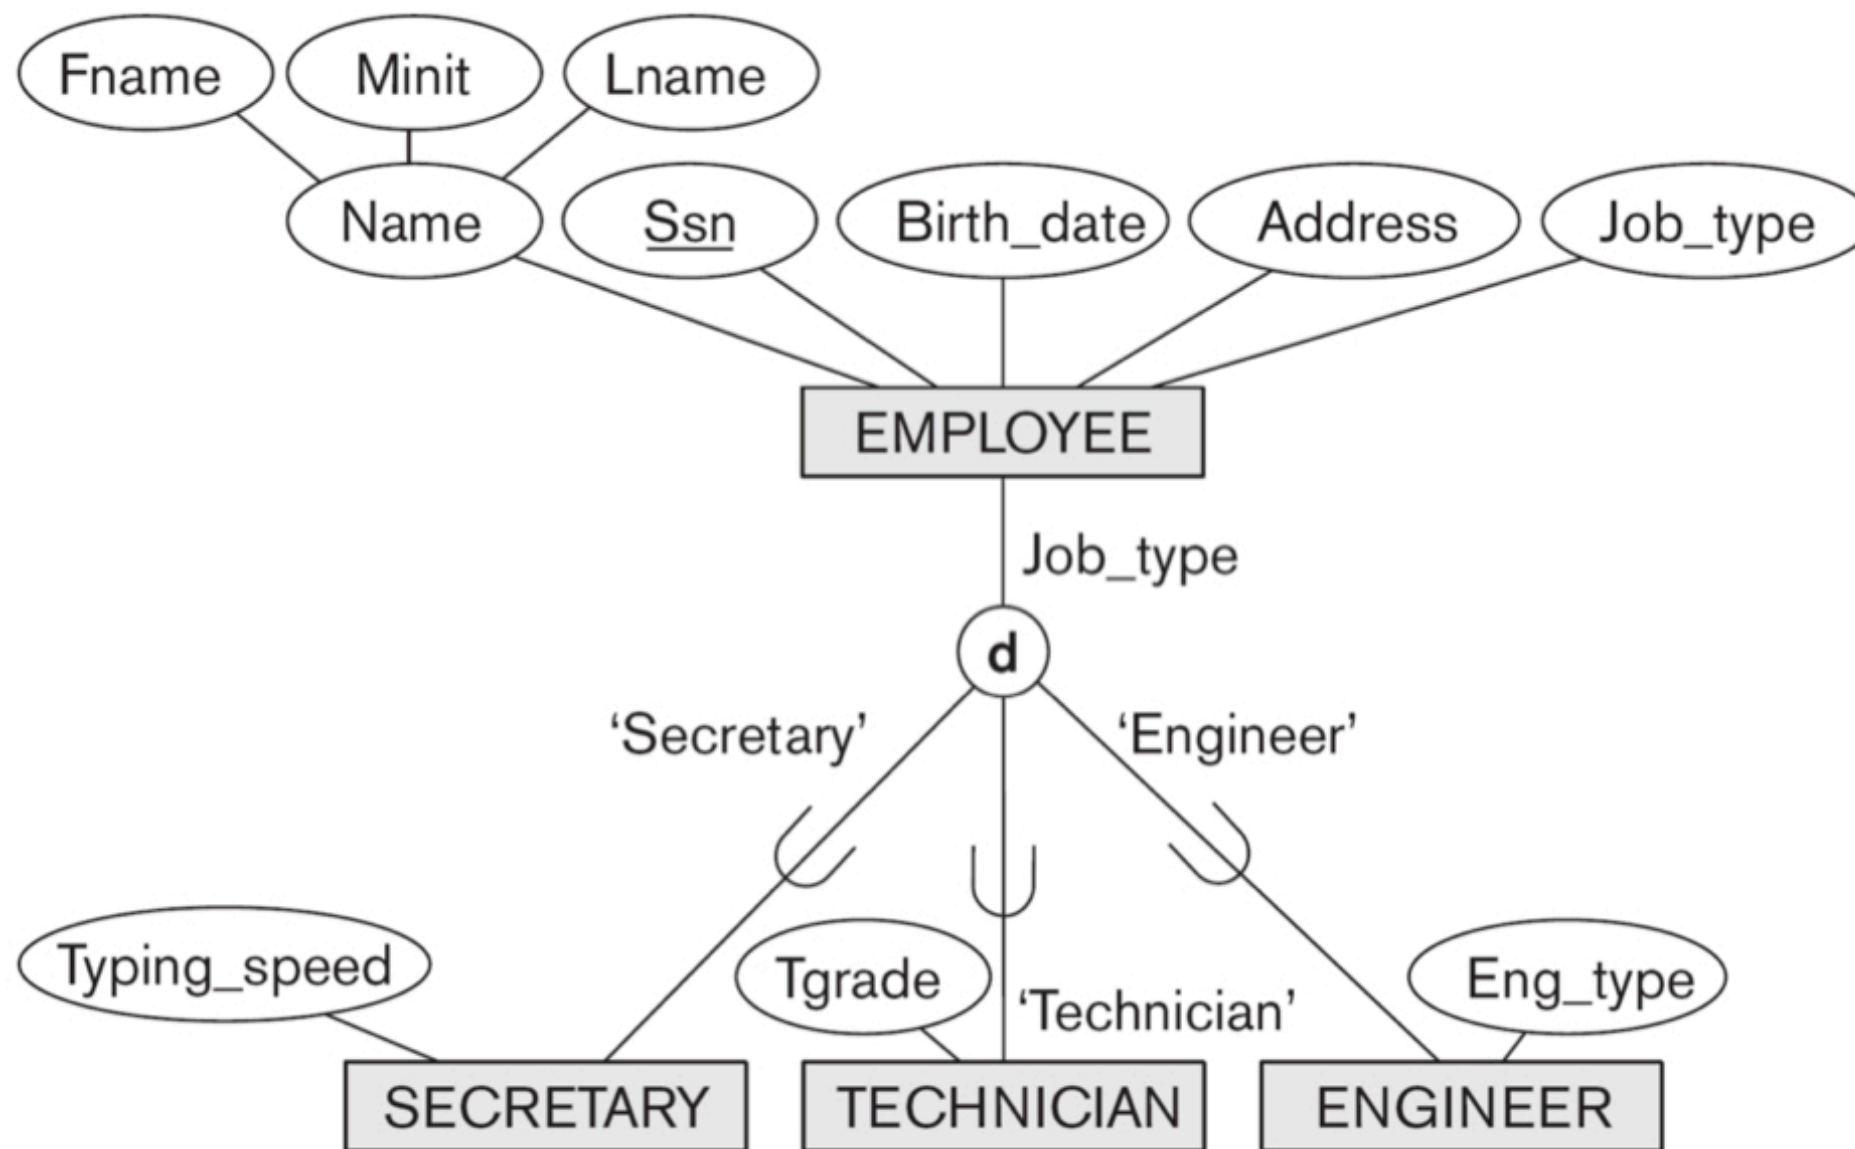 Fname Minit Lname
Name Ssn Birth_date Address Job_type
EMPLOYEE
Job_type
d
‘Secretary’ ‘Engineer’
Typing_speed Tgrade Eng_type
‘Technician’
SECRETARY TECHNICIAN ENGINEER